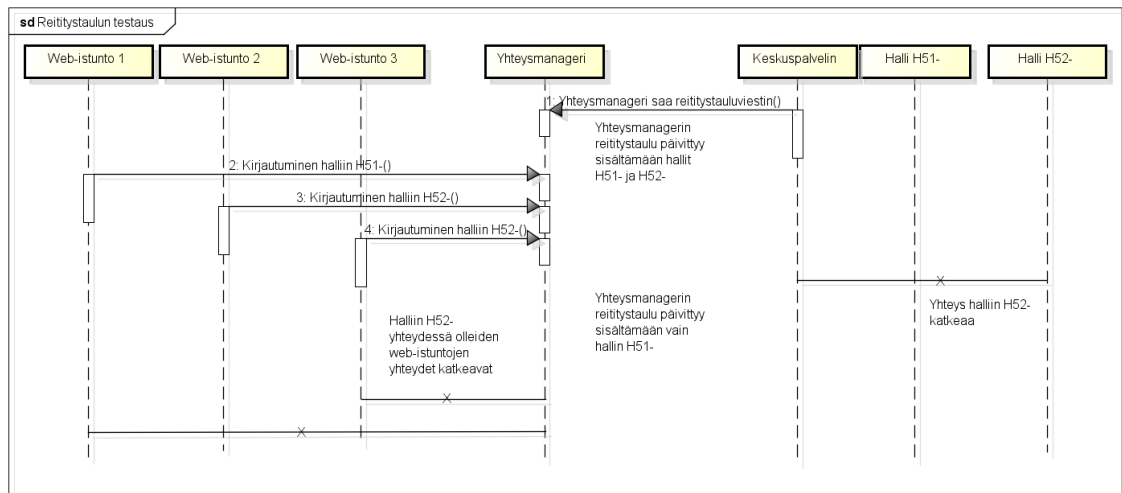 sd Reititystaulun testaus
Web-istunto 1
Web-istunto 2
Web-istunto 3
Yhteysmanageri
Keskuspalvelin
Halli H51-
Halli H52-
1: Yhteysmanageri saa reititystauluviestin()
Yhteysmanagerin
reititystaulu päivittyy
sisältämään hallit
H51- ja H52-
2: Kirjautuminen halliin H51-()
3: Kirjautuminen halliin H52-()
4: Kirjautuminen halliin H52-()
X
Yhteys halliin H52-
katkeaa
Yhteysmanagerin
reititystaulu päivittyy
sisältämään vain
hallin H51-
Halliin H52-
yhteydessä olleiden
web-istuntojen
yhteydet katkeavat
X
X